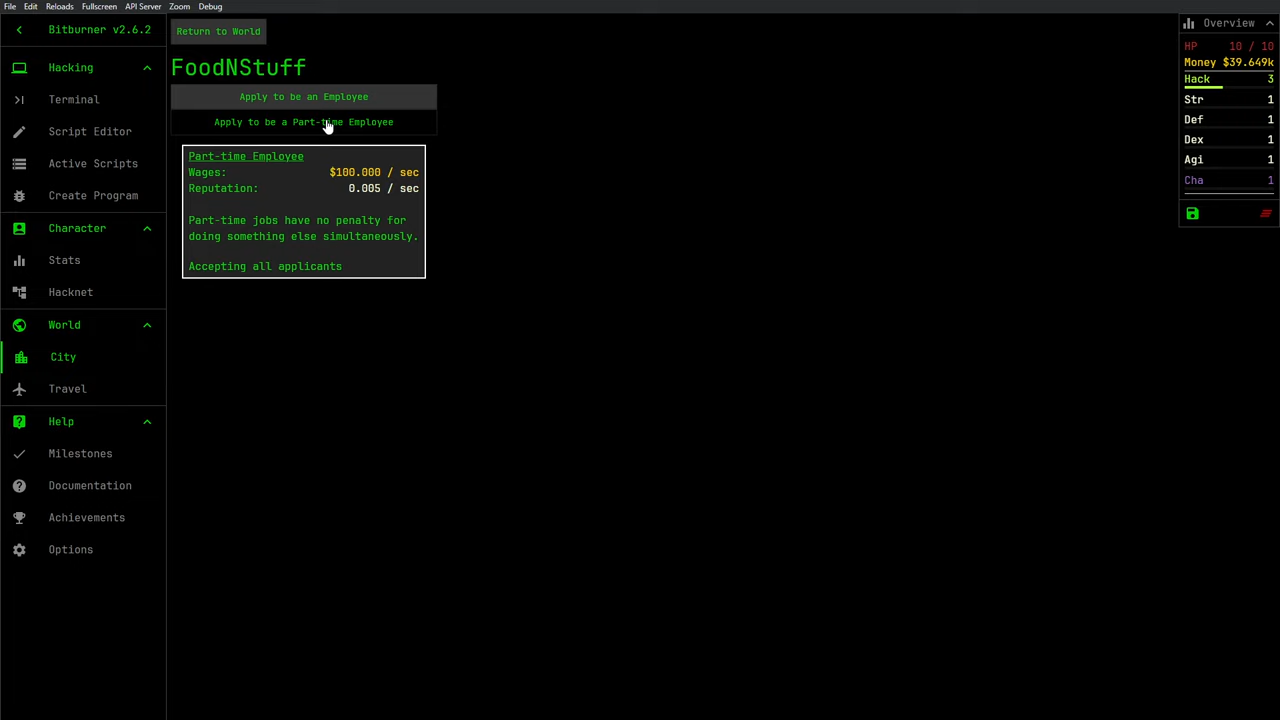 File Edit Reloads Fullscreen API Server Zoom Debug
Bitburner v2.6.2
Hacking
Terminal
Script Editor
Active Scripts
Create Program
Character
Stats
Hacknet
World
City
Travel
Help
Milestones
Documentation
Achievements
Options
Return to World
FoodNStuff
Apply to be an Employee
Apply to be a Part-time Employee
Part-time Employee
Wages: $100.000 / sec
Reputation: 0.005 / sec
Part-time jobs have no penalty for
doing something else simultaneously.
Accepting all applicants
Overview
HP 10 / 10
Money $39.649k
Hack 3
Str 1
Def 1
Dex 1
Agi 1
Cha 1